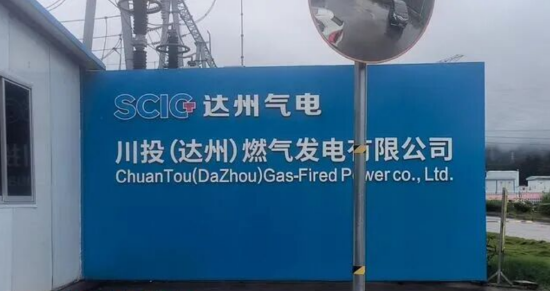 SCIG 达州气电
川投(达州)燃气发电有限公司
ChuanTou(DaZhou)Gas-Fired Power co., Ltd.